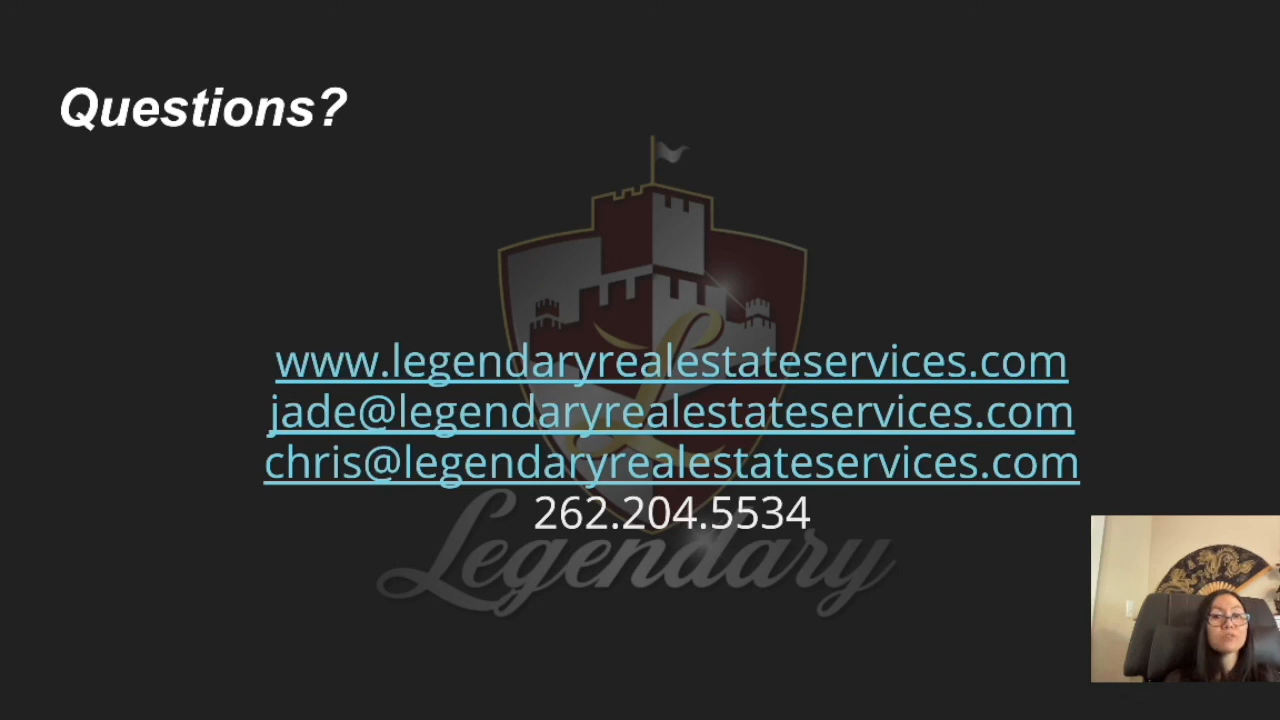 Questions?
www.legendaryrealestateservices.com
jade@legendaryrealestateservices.com
chris@legendaryrealestateservices.com
262.204.5534
L
Legendary